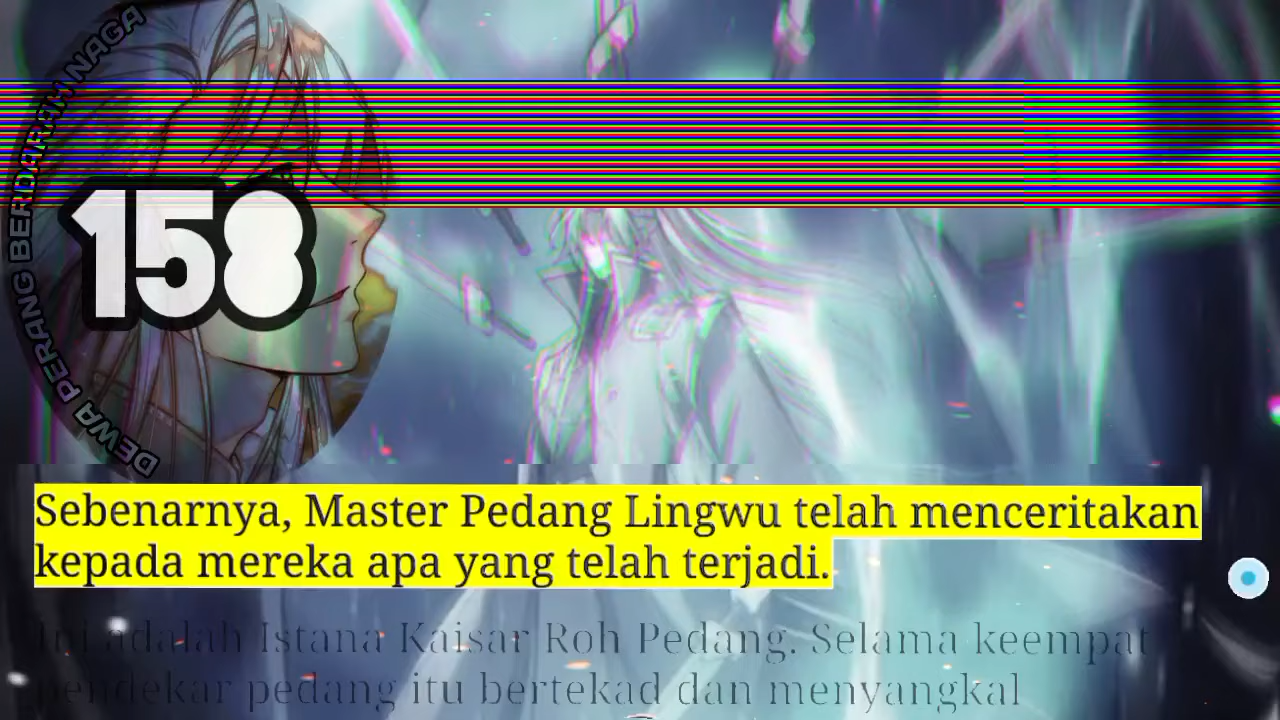 DEWA PERANG BERDARAH NAGA
158
Sebenarnya, Master Pedang Lingwu telah menceritakan
kepada mereka apa yang telah terjadi.
Ini adalah Istana Kaisar Roh Pedang. Selama keempat
pendekar pedang itu bertekad dan menyangkal